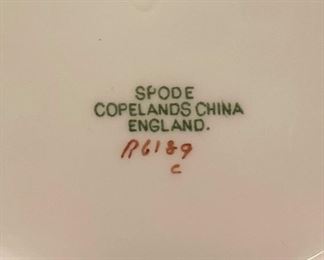 SPODE
COPELANDS CHINA
ENGLAND.
R6189
C